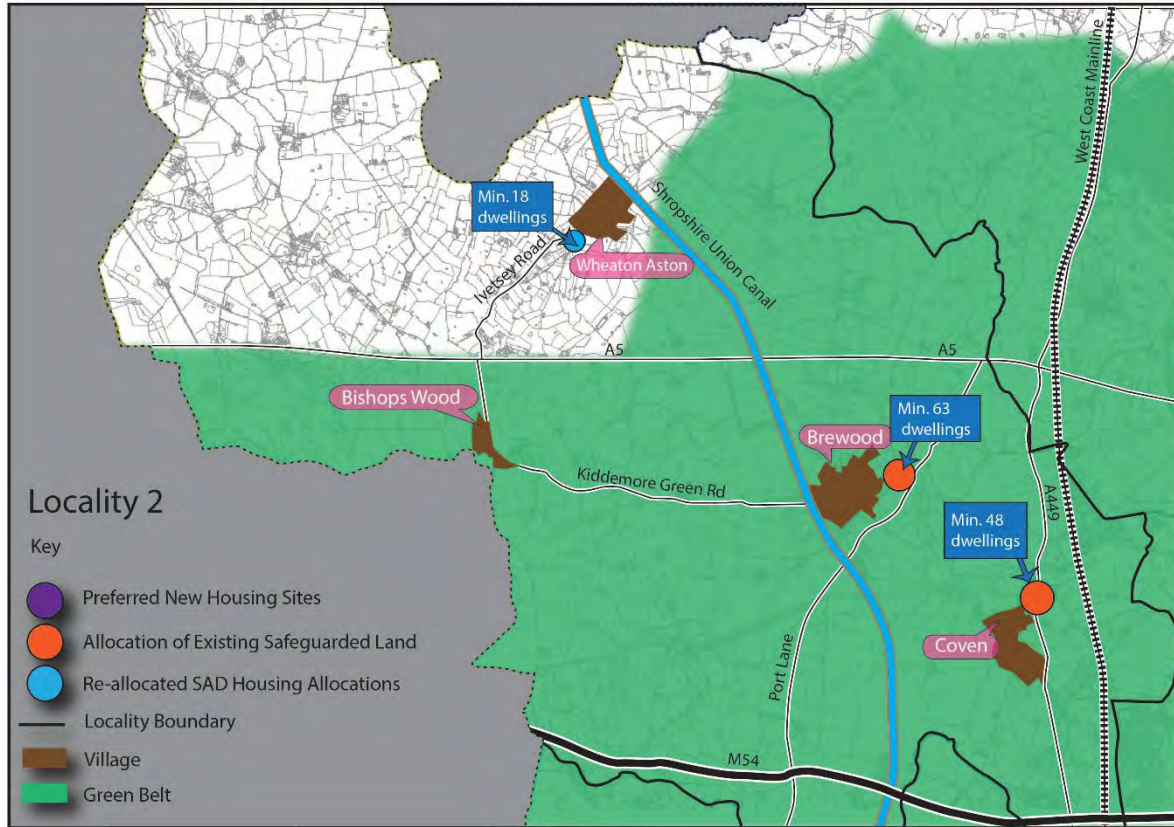 West Coast Mainline
Min. 18
dwellings
Shropshire Union Canal
Wheaton Aston
Ivetsey Road
A5
A5
Bishops Wood
Brewood
Min. 63
dwellings
Kiddemore Green Rd
A449
Min. 48
dwellings
Coven
Port Lane
M54
Locality 2
Key
Preferred New Housing Sites
Allocation of Existing Safeguarded Land
Re-allocated SAD Housing Allocations
Locality Boundary
Village
Green Belt